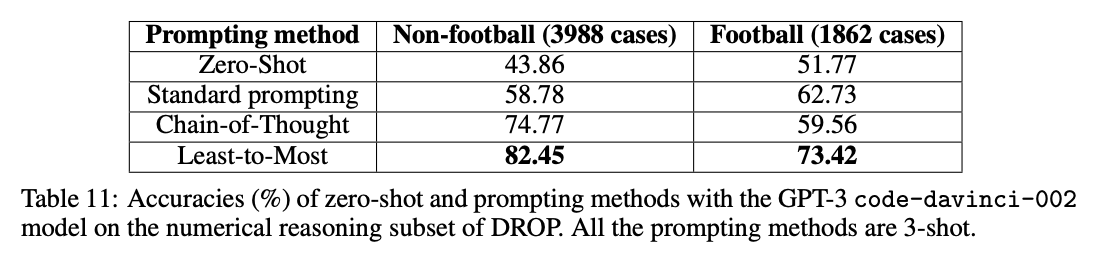 Prompting method Non-football (3988 cases) Football (1862 cases)
Zero-Shot 43.86 51.77
Standard prompting 58.78 62.73
Chain-of-Thought 74.77 59.56
Least-to-Most 82.45 73.42
Table 11: Accuracies (%) of zero-shot and prompting methods with the GPT-3 code-davinci-002
model on the numerical reasoning subset of DROP. All the prompting methods are 3-shot.